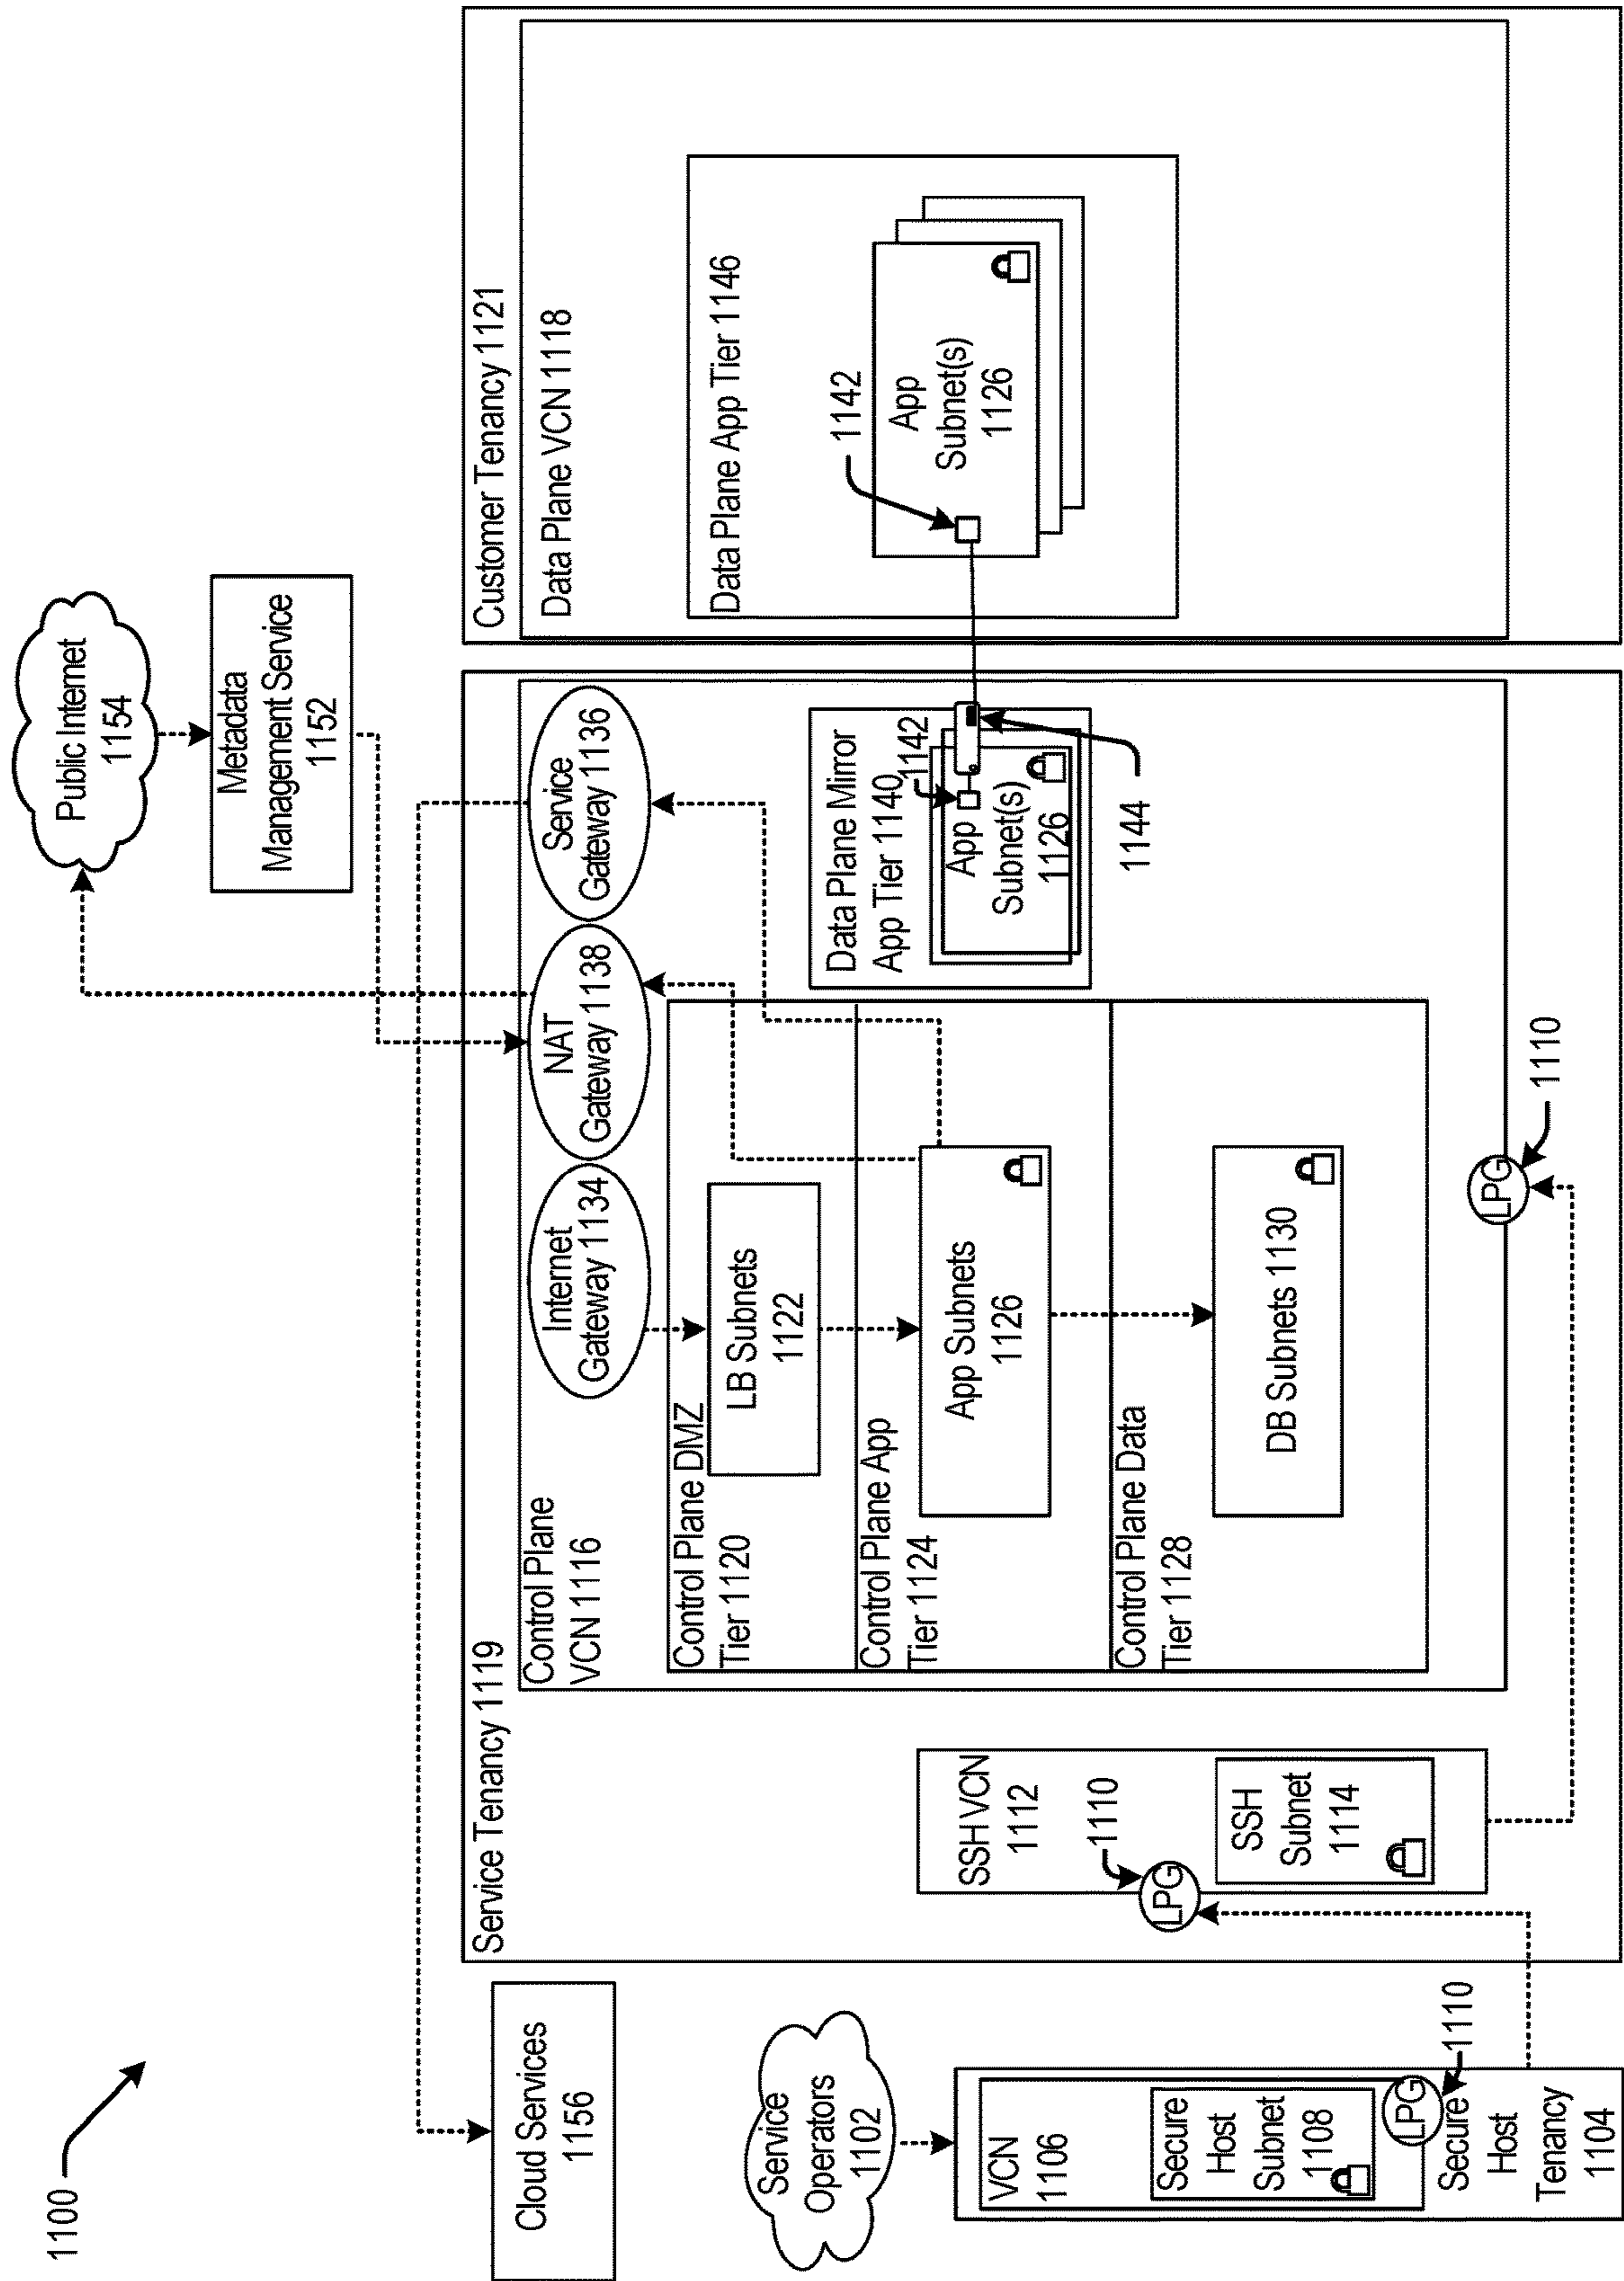 1100
Public Internet
1154
Metadata
Management Service
1152
Cloud Services
1156
Service
Operators
1102
VCN
1106
Secure
Host
Subnet
1108
LPG
1110
Secure
Host
Tenancy
1104
Service Tenancy 1119
SSH VCN
1112
1110
LPG
SSH
Subnet
1114
Control Plane
VCN 1116
Internet
Gateway 1134
NAT
Gateway 1138
Service
Gateway 1136
Control Plane DMZ
Tier 1120
LB Subnets
1122
Control Plane App
Tier 1124
App Subnets
1126
Control Plane Data
Tier 1128
DB Subnets 1130
Data Plane Mirror
App Tier 1140
1142
App
Subnet(s)
1126
1144
LPG
1110
Customer Tenancy 1121
Data Plane VCN 1118
Data Plane App Tier 1146
1142
App
Subnet(s)
1126